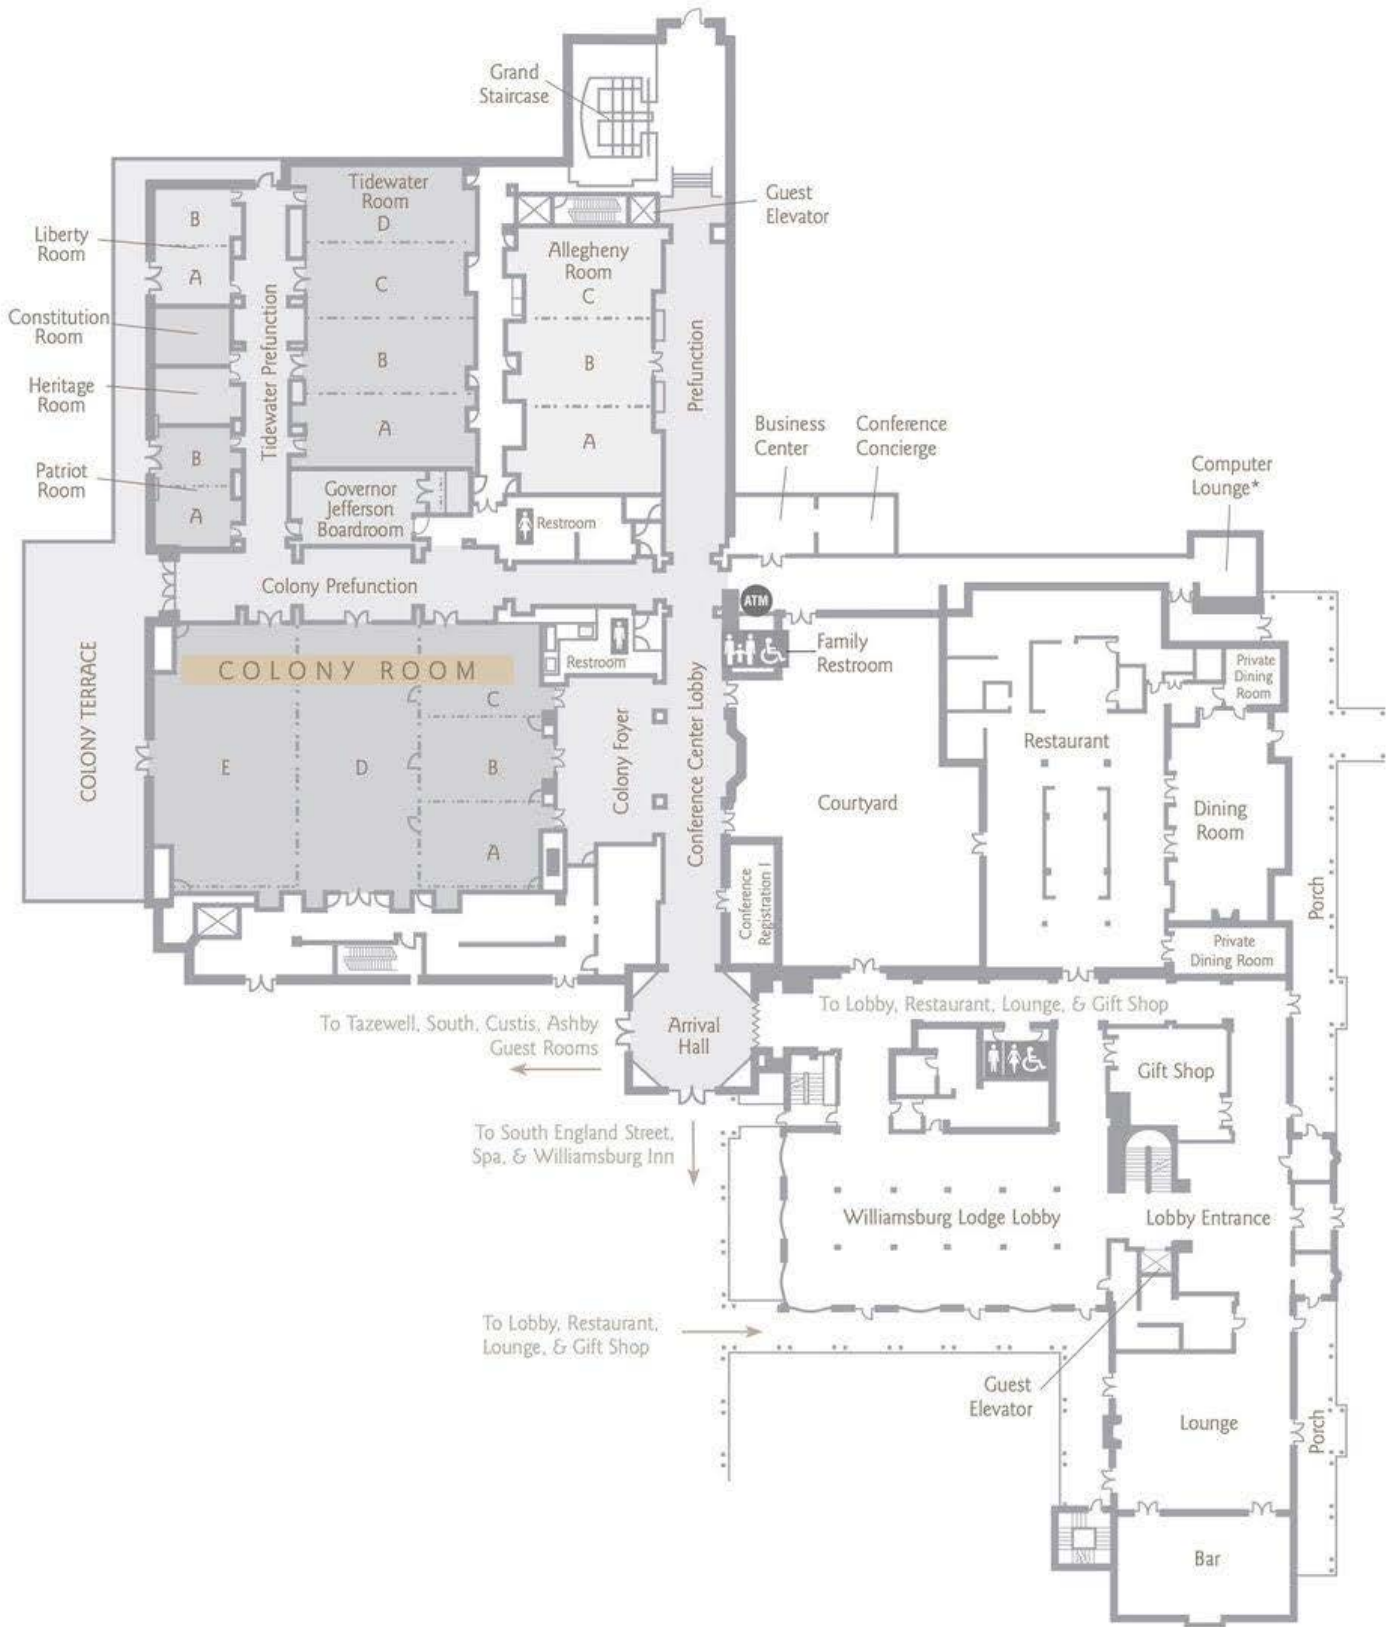 Grand
Staircase
Guest
Elevator
Tidewater
Room
D
C
B
A
Allegheny
Room
C
B
A
Liberty
Room
B
A
Constitution
Room
Heritage
Room
Patriot
Room
B
A
Tidewater Prefunction
Prefunction
Governor
Jefferson
Boardroom
Restroom
Business
Center
Conference
Concierge
Computer
Lounge*
Colony Prefunction
ATM
Family
Restroom
Restroom
COLONY TERRACE
COLONY ROOM
E
D
C
B
A
Colony Foyer
Conference Center Lobby
Conference
Registration I
Courtyard
Restaurant
Private
Dining
Room
Dining
Room
Private
Dining Room
Porch
To Lobby, Restaurant, Lounge, & Gift Shop
Arrival
Hall
To Tazewell, South, Custis, Ashby
Guest Rooms
Gift Shop
To South England Street,
Spa, & Williamsburg Inn
Williamsburg Lodge Lobby
Lobby Entrance
To Lobby, Restaurant,
Lounge, & Gift Shop
Guest
Elevator
Lounge
Porch
Bar